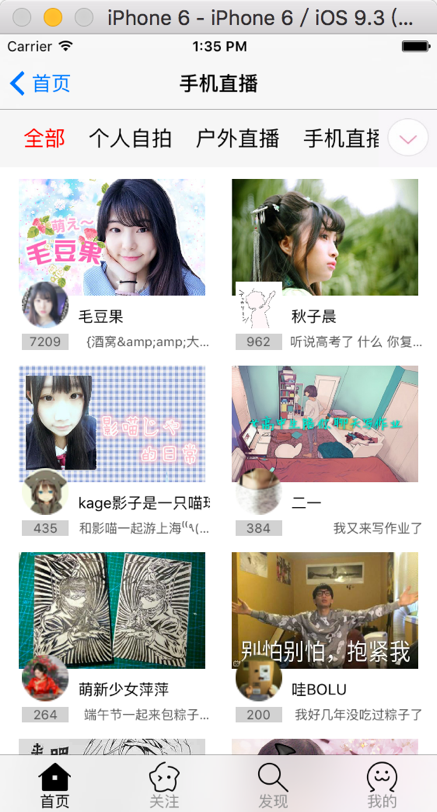 iPhone 6 - iPhone 6 / iOS 9.3 (...
Carrier 1:35 PM
首页 手机直播
全部 个人自拍 户外直播 手机直播
萌え~
毛豆果
毛豆果
7209 {酒窝&amp;amp;大...
秋子晨
962 听说高考了 什么 你复...
影喵じゃ
的日常
kage影子是一只喵球
435 和影喵一起游上海
二一
384 我又来写作业了
萌新少女萍萍
264 端午节一起来包粽子...
别怕别怕，抱紧我
哇BOLU
200 我好几年没吃过粽子了
首页 关注 发现 我的